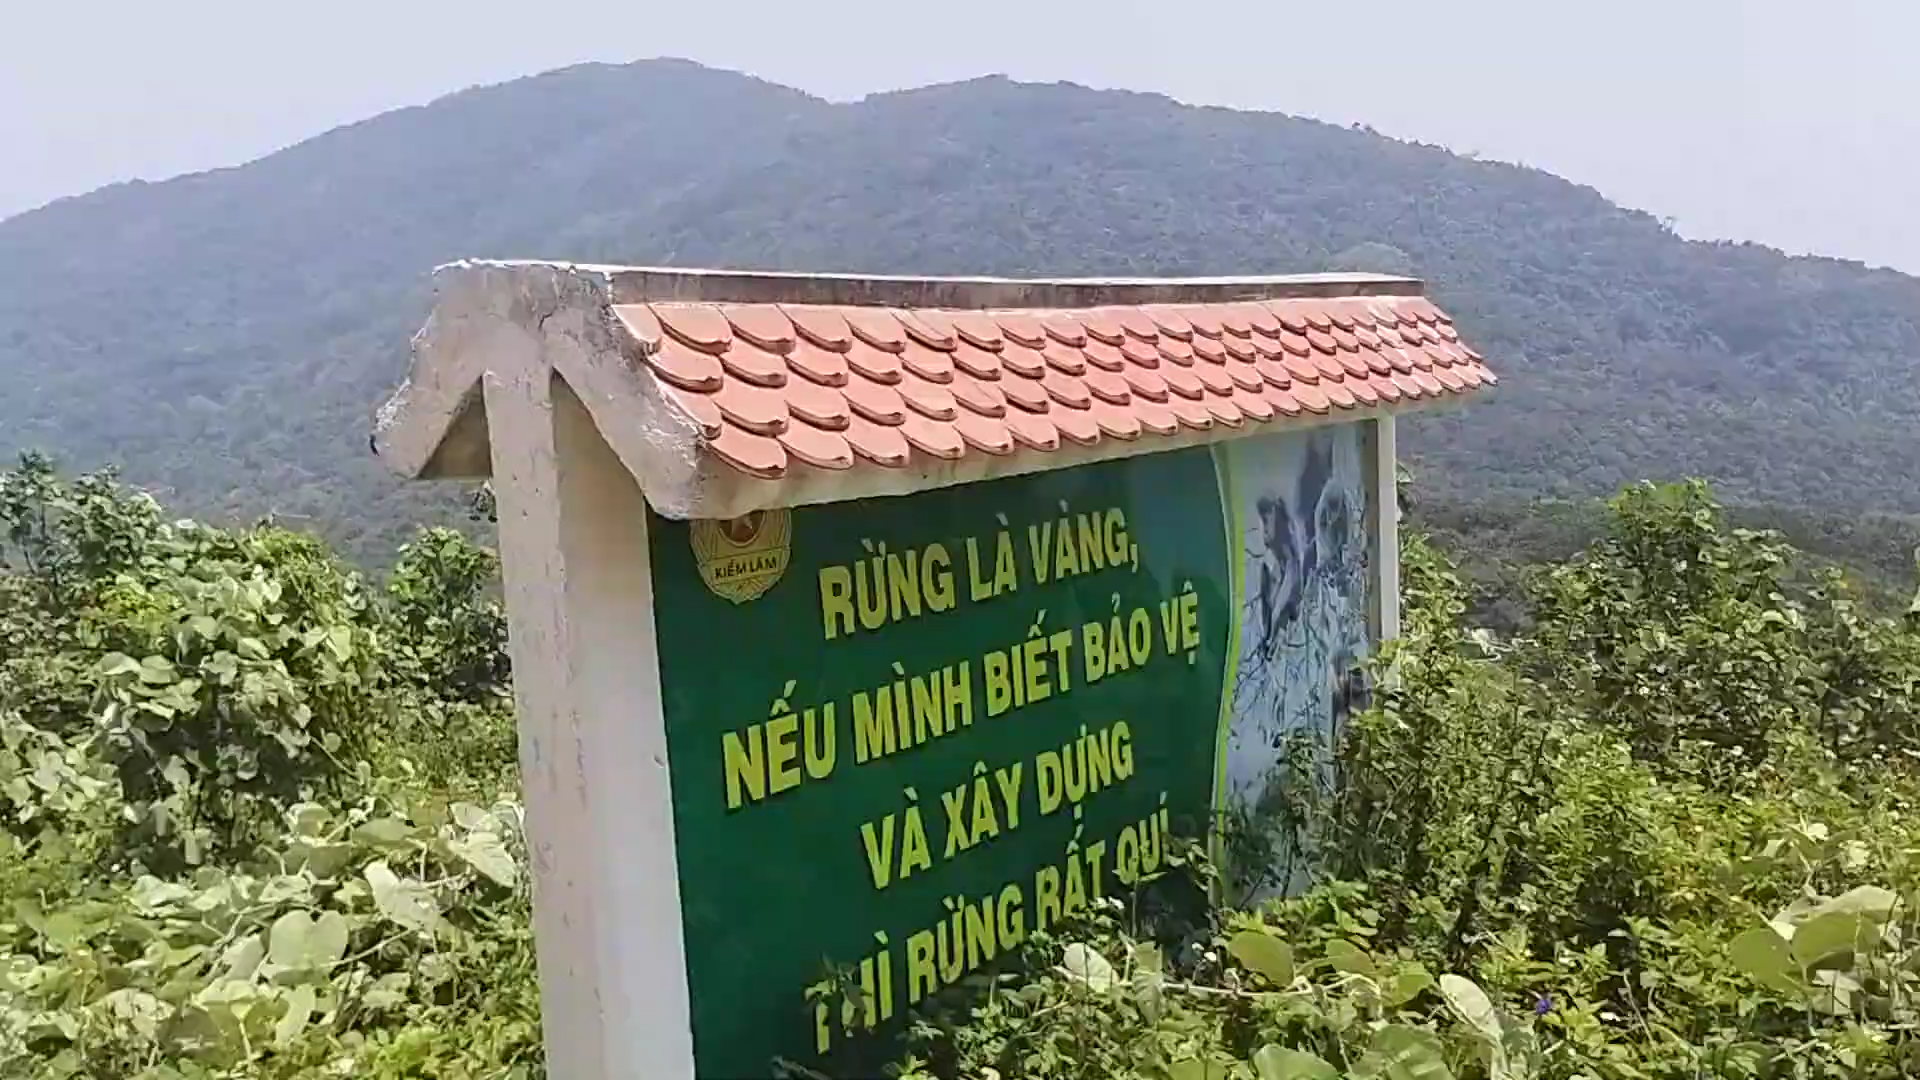 KIỂM LÂM
RỪNG LÀ VÀNG,
NẾU MÌNH BIẾT BẢO VỆ
VÀ XÂY DỰNG
THÌ RỪNG RẤT QUÍ